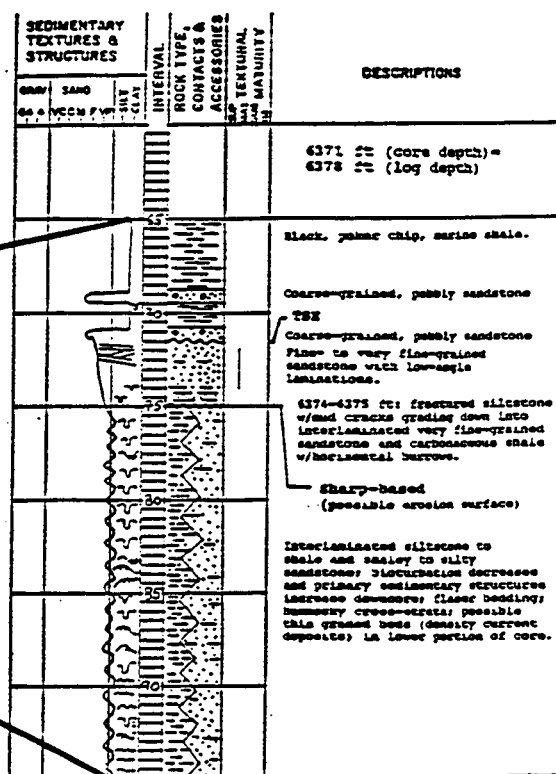 SEDIMENTARY
TEXTURES &
STRUCTURES
GRAV SAND
SILT
CLAY
INTERVAL
ROCK TYPE,
CONTACTS &
ACCESSORIES
TEXTURAL
MATURITY
DESCRIPTIONS
6371 ft (core depth)=
6378 ft (log depth)
65
Black, poker chip, marine shale.
Coarse-grained, pebbly sandstone
70
TSE
Coarse-grained, pebbly sandstone
Fine- to very fine-grained
sandstone with low-angle
laminations.
75
6374-6375 ft: fractured siltstone
w/mud cracks grading down into
interlaminated very fine-grained
sandstone and carbonaceous shale
w/horizontal burrows.
80
Sharp-based
(possible erosion surface)
Interlaminated siltstone to
shale and shaley to silty
sandstone; Bioturbation decreases
and primary sedimentary structures
increase downward; flaser bedding;
hummocky cross-strata; possible
thin graded beds (density current
deposits) in lower portion of core.
85
90